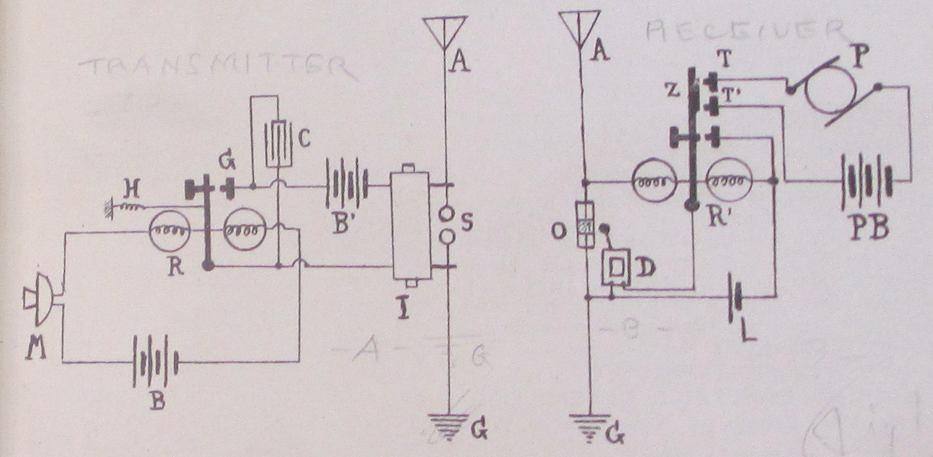 TRANSMITTER
RECEIVER
A
A
T
P
Z
T'
C
G
H
B'
S
R
I
M
B
-A-
G
G
O
D
R'
PB
L
-B-
G